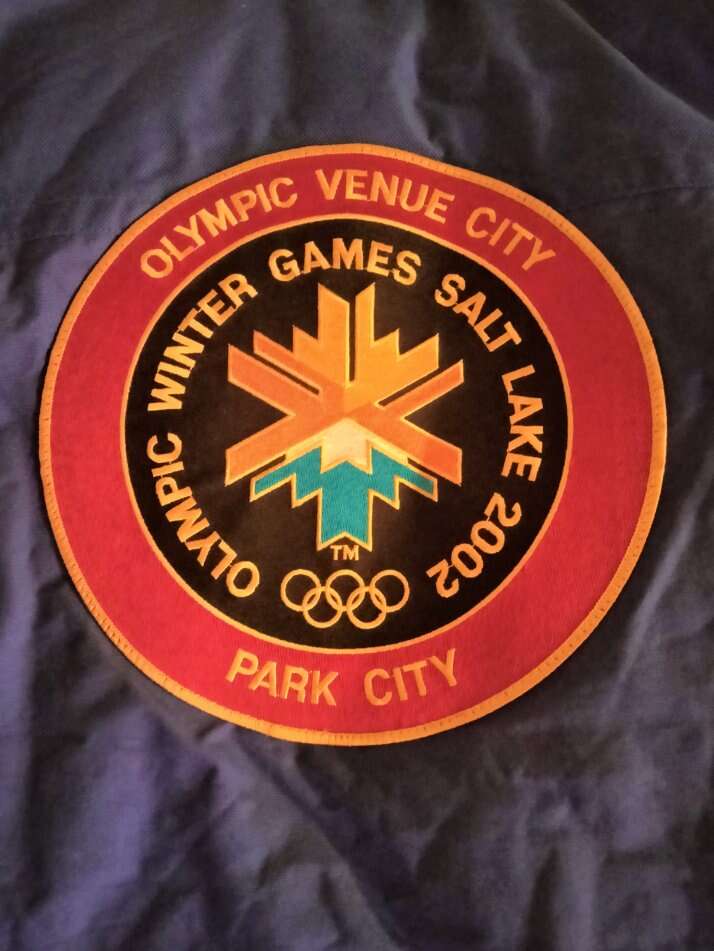 OLYMPIC VENUE CITY
OLYMPIC WINTER GAMES SALT LAKE 2002
TM
PARK CITY